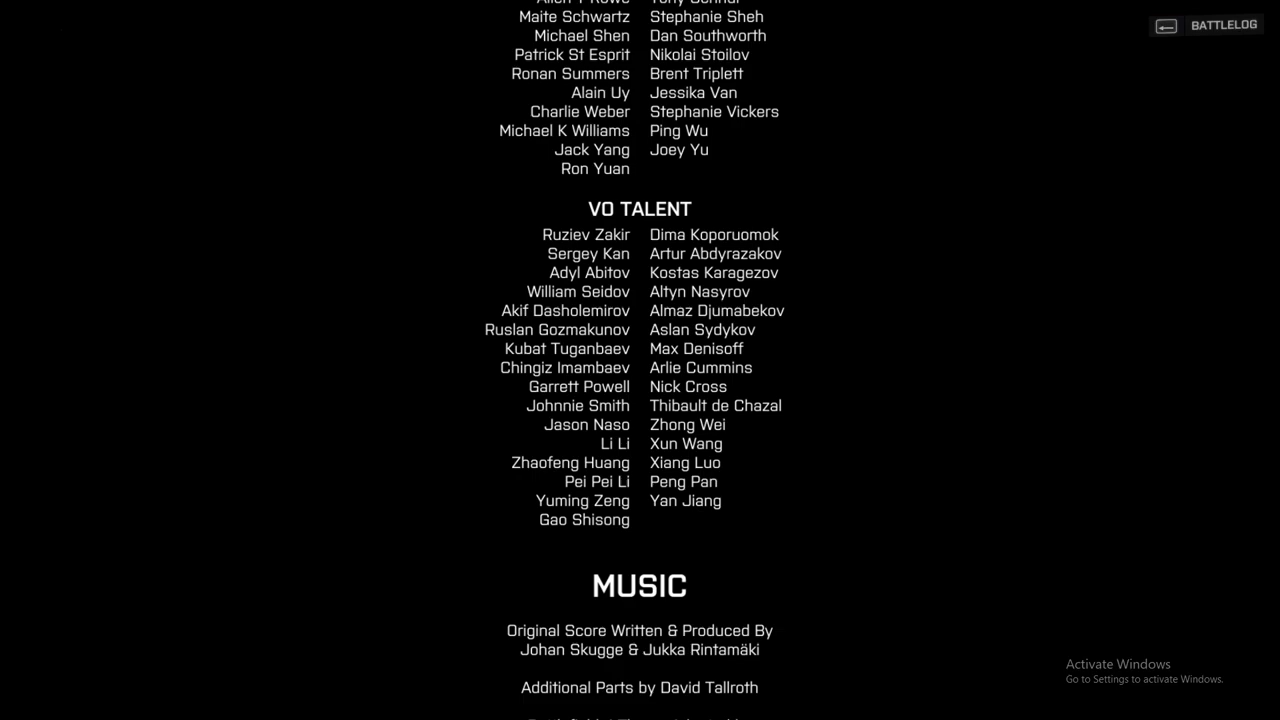 Maite Schwartz Stephanie Sheh
Michael Shen Dan Southworth
Patrick St Esprit Nikolai Stoilov
Ronan Summers Brent Triplett
Alain Uy Jessika Van
Charlie Weber Stephanie Vickers
Michael K Williams Ping Wu
Jack Yang Joey Yu
Ron Yuan
VO TALENT
Ruziev Zakir Dima Koporuomok
Sergey Kan Artur Abdyrazakov
Adyl Abitov Kostas Karagezov
William Seidov Altyn Nasyrov
Akif Dasholemirov Almaz Djumabekov
Ruslan Gozmakunov Aslan Sydykov
Kubat Tuganbaev Max Denisoff
Chingiz Imambaev Arlie Cummins
Garrett Powell Nick Cross
Johnnie Smith Thibault de Chazal
Jason Naso Zhong Wei
Li Li Xun Wang
Zhaofeng Huang Xiang Luo
Pei Pei Li Peng Pan
Yuming Zeng Yan Jiang
Gao Shisong
MUSIC
Original Score Written & Produced By
Johan Skugge & Jukka Rintamäki
Additional Parts by David Tallroth
BATTLELOG
Activate Windows
Go to Settings to activate Windows.